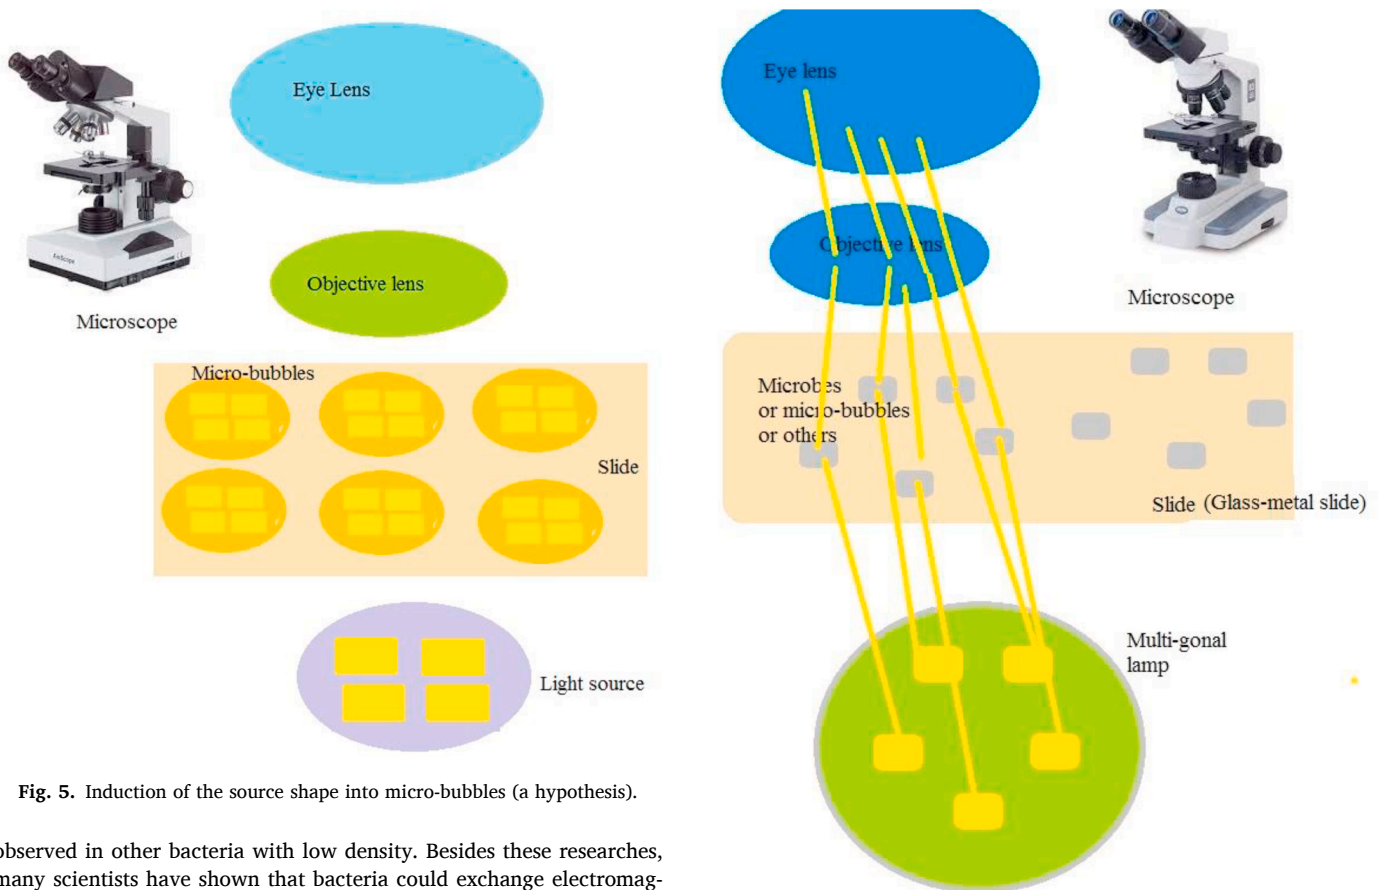 Eye Lens
Objective lens
Microscope
Micro-bubbles
Slide
Light source
Fig. 5. Induction of the source shape into micro-bubbles (a hypothesis).
observed in other bacteria with low density. Besides these researches,
many scientists have shown that bacteria could exchange electromag-
Eye lens
Objective lens
Microscope
Microbes
or micro-bubbles
or others
Slide (Glass-metal slide)
Multi-gonal
lamp